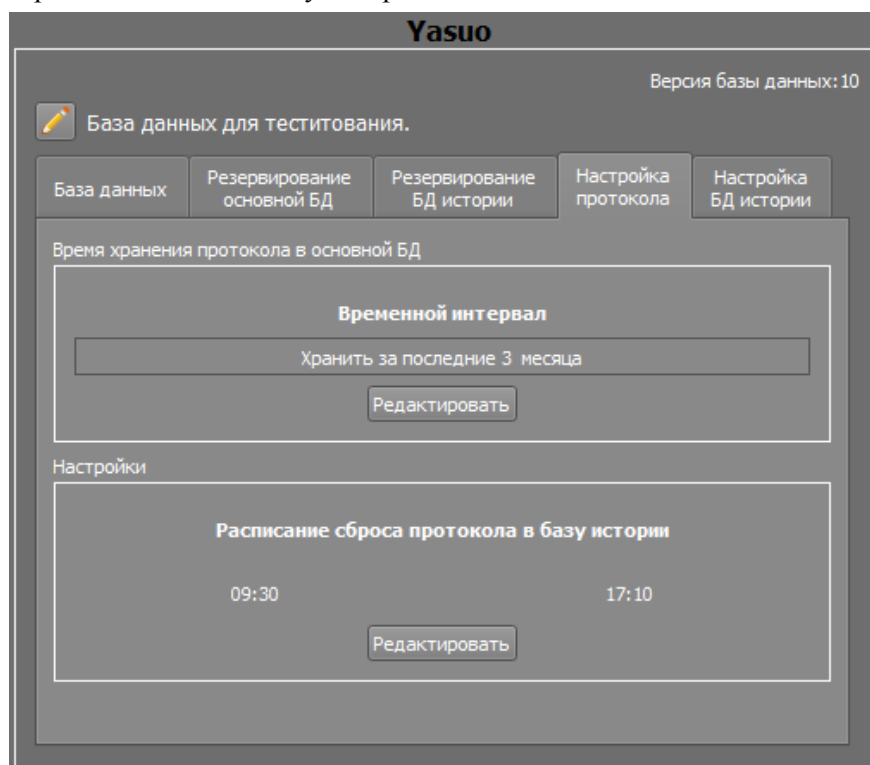 Yasuo
Версия базы данных:10
База данных для теститования.
База данных
Резервирование
основной БД
Резервирование
БД истории
Настройка
протокола
Настройка
БД истории
Время хранения протокола в основной БД
Временной интервал
Хранить за последние 3 месяца
Редактировать
Настройки
Расписание сброса протокола в базу истории
09:30 17:10
Редактировать